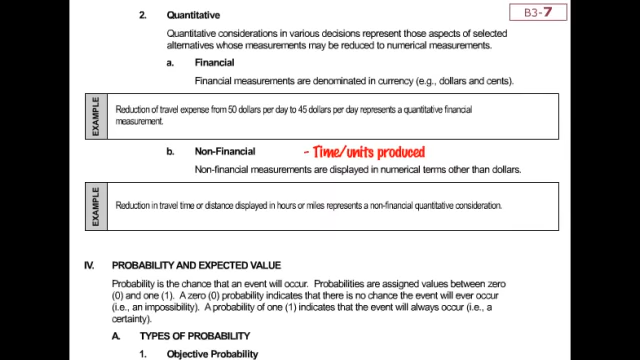 B3-7
2. Quantitative
Quantitative considerations in various decisions represent those aspects of selected
alternatives whose measurements may be reduced to numerical measurements.
a. Financial
Financial measurements are denominated in currency (e.g., dollars and cents).
EXAMPLE
Reduction of travel expense from 50 dollars per day to 45 dollars per day represents a quantitative financial
measurement.
b. Non-Financial - Time/units produced
Non-financial measurements are displayed in numerical terms other than dollars.
EXAMPLE
Reduction in travel time or distance displayed in hours or miles represents a non-financial quantitative consideration.
IV. PROBABILITY AND EXPECTED VALUE
Probability is the chance that an event will occur. Probabilities are assigned values between zero
(0) and one (1). A zero (0) probability indicates that there is no chance the event will ever occur
(i.e., an impossibility). A probability of one (1) indicates that the event will always occur (i.e., a
certainty).
A. TYPES OF PROBABILITY
1. Objective Probability